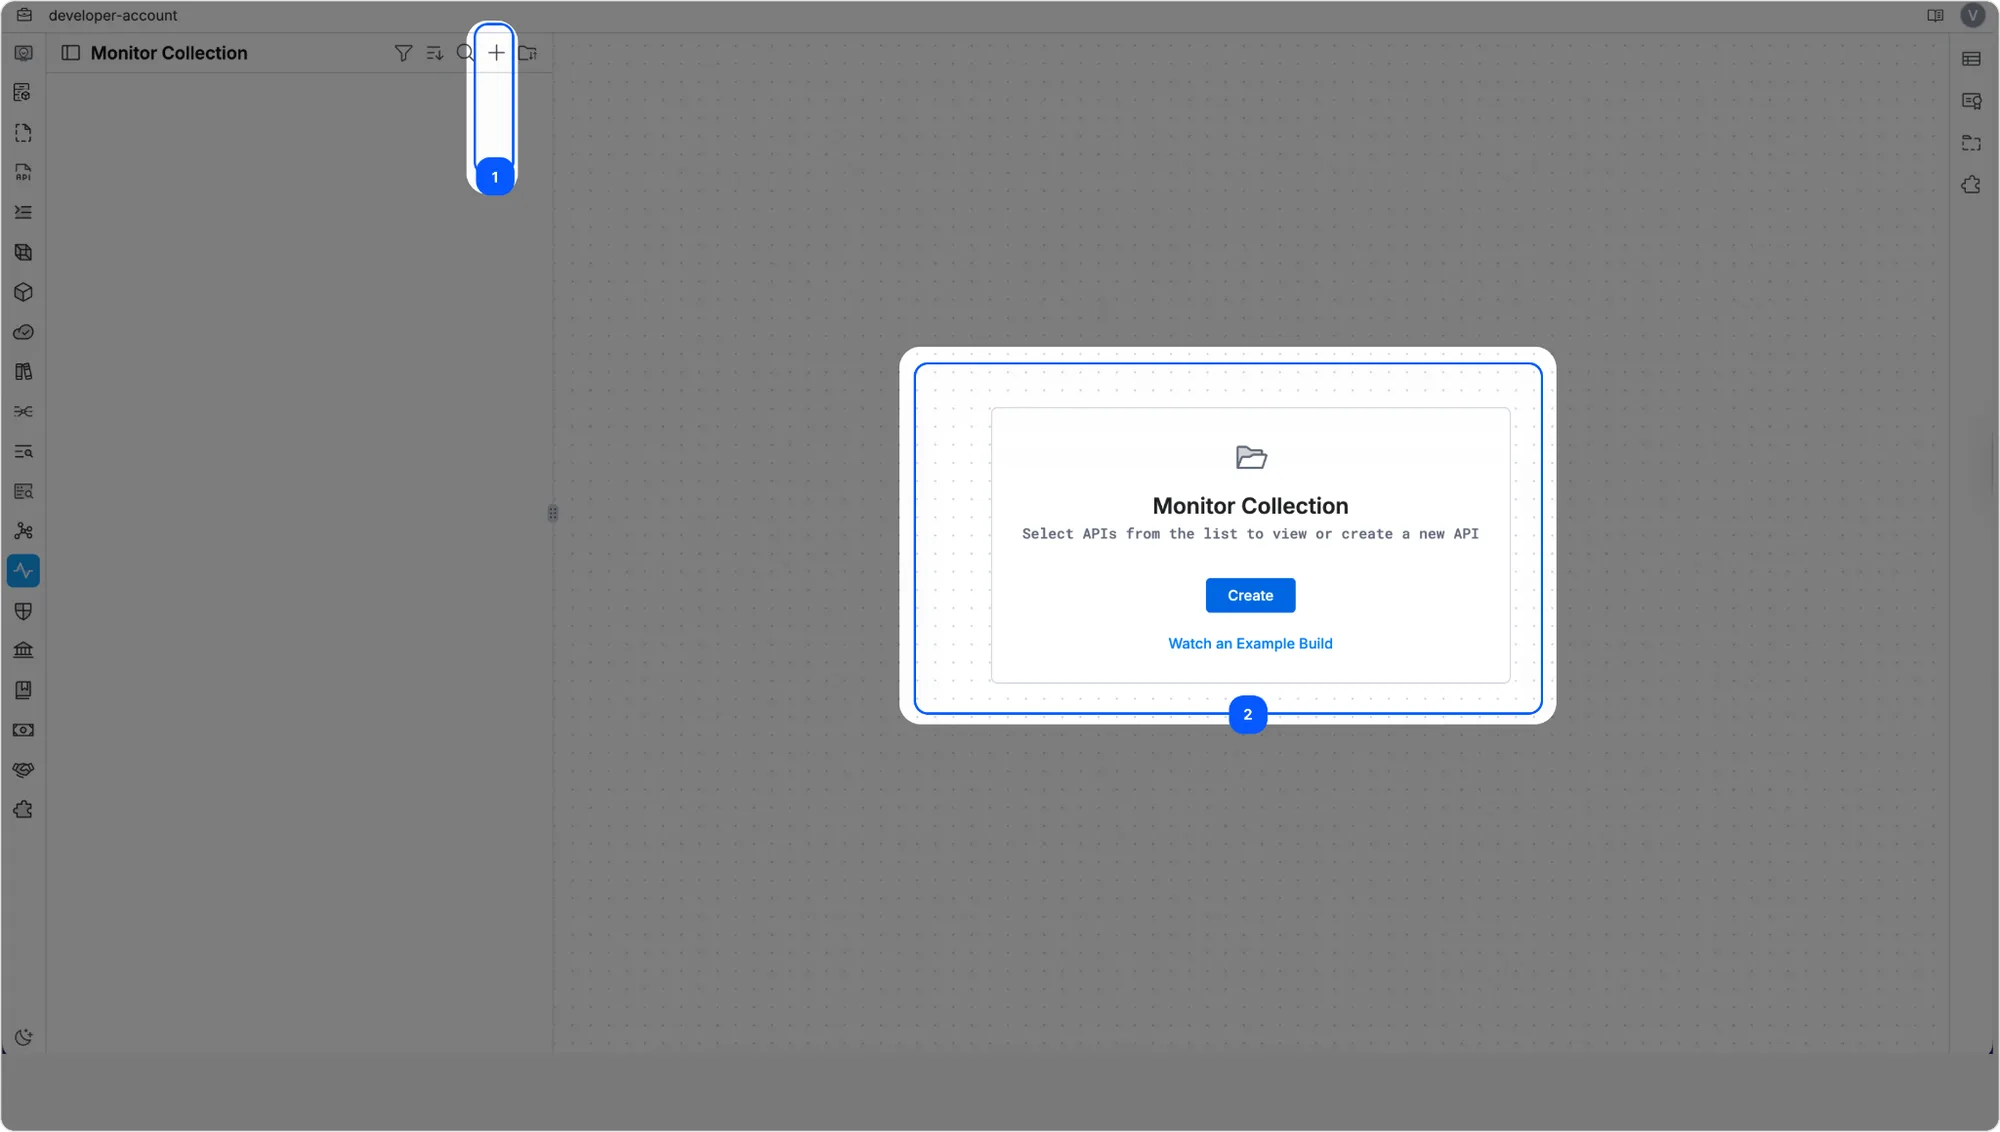 developer-account
V
Monitor Collection
API
1
Monitor Collection
Select APIs from the list to view or create a new API
Create
Watch an Example Build
2